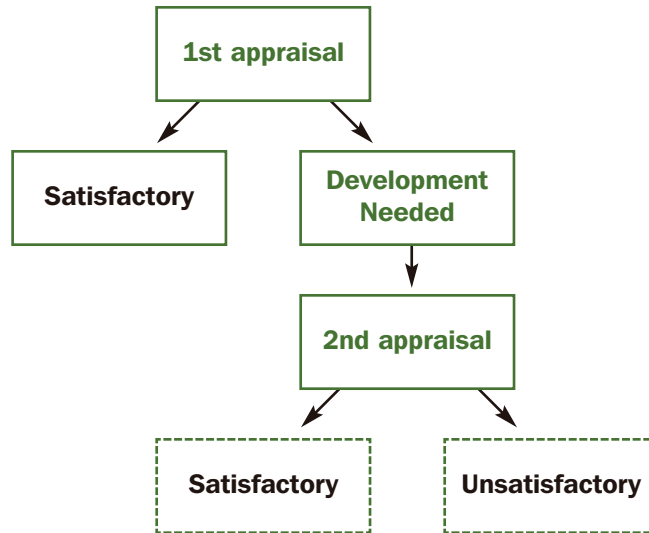 1st appraisal
Satisfactory
Development
Needed
2nd appraisal
Satisfactory
Unsatisfactory